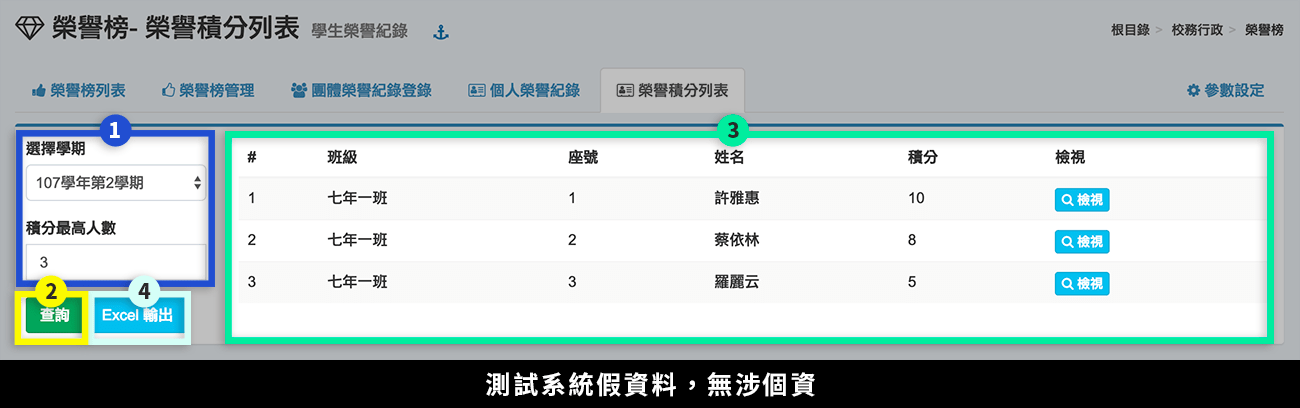 榮譽榜- 榮譽積分列表 學生榮譽紀錄
根目錄 > 校務行政 > 榮譽榜
榮譽榜列表 榮譽榜管理 團體榮譽紀錄登錄 個人榮譽紀錄 榮譽積分列表 參數設定
1
選擇學期
107學年第2學期
積分最高人數
3
2
查詢
4
Excel 輸出
3
# 班級 座號 姓名 積分 檢視
1 七年一班 1 許雅惠 10 檢視
2 七年一班 2 蔡依林 8 檢視
3 七年一班 3 羅麗云 5 檢視
測試系統假資料，無涉個資